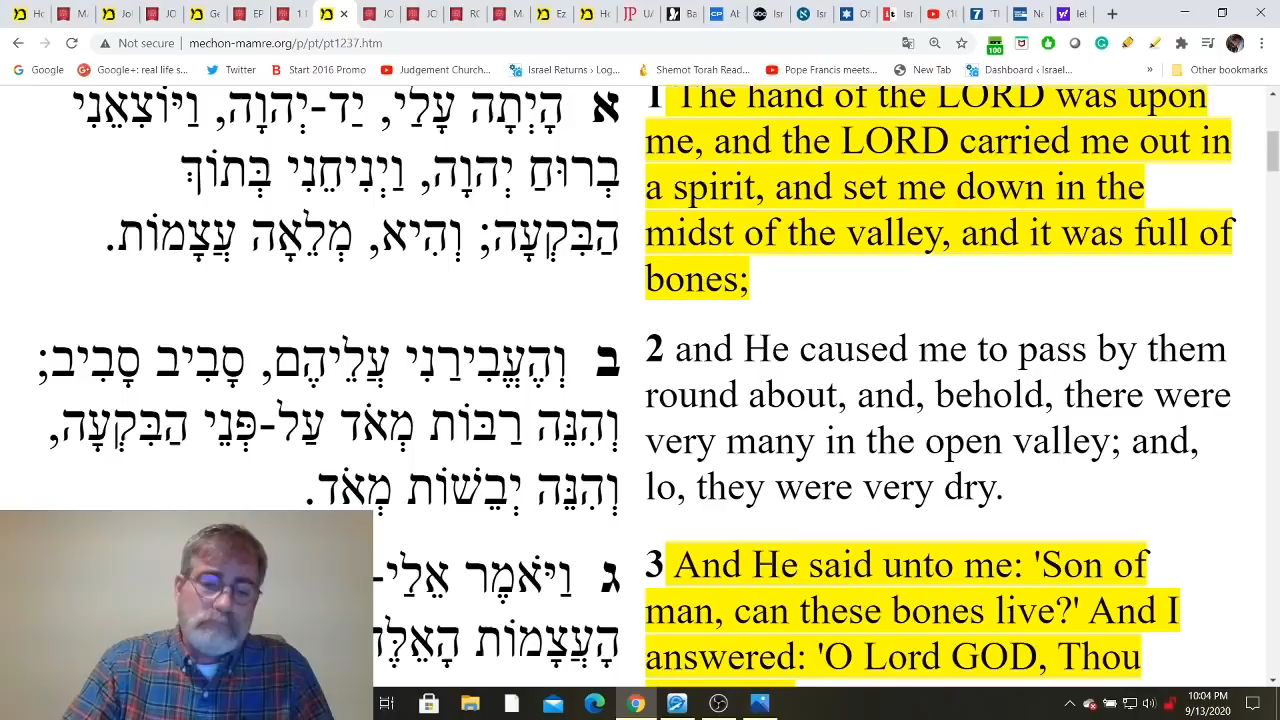 Not secure | mechon-mamre.org/p/pt/pt1237.htm
100
Google
Google+: real life s...
Twitter
Start 2016 Promo
Judgement Church...
Israel Returns › Log...
Shemot Torah Read...
Pope Francis meets...
New Tab
Dashboard ‹ Israel...
»
Other bookmarks
א הָיְתָה עָלַי, יַד-יְהוָה, וַיּוֹצִאֵנִי
בְרוּחַ יְהוָה, וַיְנִיחֵנִי בְּתוֹךְ
הַבִּקְעָה; וְהִיא, מְלֵאָה עֲצָמוֹת.
1 The hand of the LORD was upon
me, and the LORD carried me out in
a spirit, and set me down in the
midst of the valley, and it was full of
bones;
ב וְהֶעֱבִירַנִי עֲלֵיהֶם, סָבִיב סָבִיב;
וְהִנֵּה רַבּוֹת מְאֹד עַל-פְּנֵי הַבִּקְעָה,
וְהִנֵּה יְבֵשׁוֹת מְאֹד.
2 and He caused me to pass by them
round about, and, behold, there were
very many in the open valley; and,
lo, they were very dry.
ג וַיֹּאמֶר אֵלַי-
הָעֲצָמוֹת הָאֵלֶּה
3 And He said unto me: 'Son of
man, can these bones live?' And I
answered: 'O Lord GOD, Thou
10:04 PM
9/13/2020